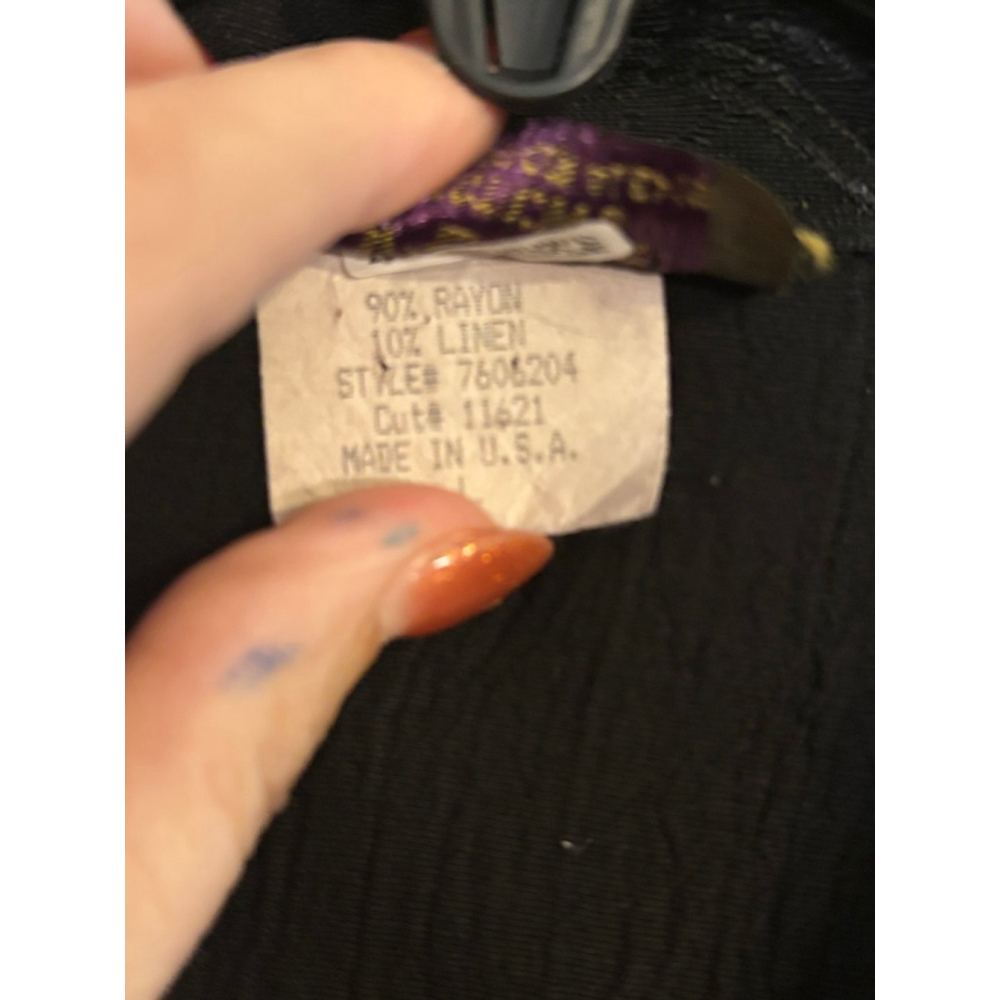 90% RAYON
10% LINEN
STYLE# 7606204
Cut# 11621
MADE IN U.S.A.
L